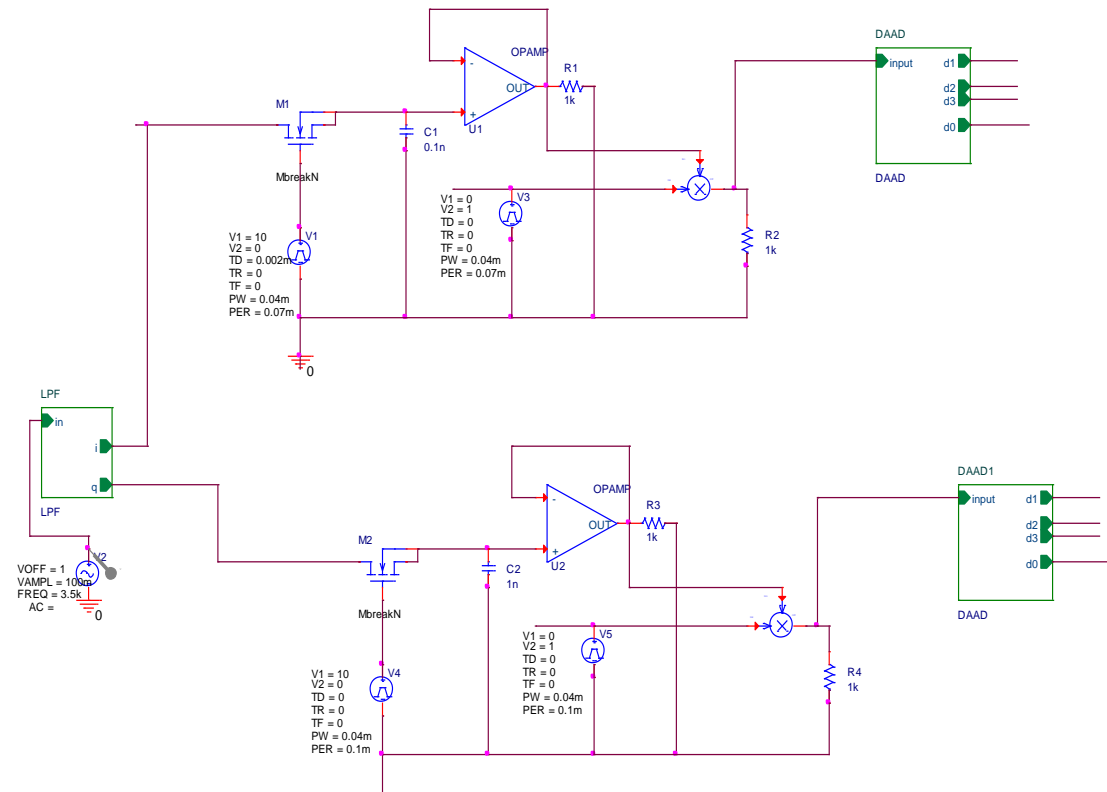 DAAD
OPAMP
input
d1
R1
d2
OUT
d3
1k
M1
U1
d0
C1
0.1n
MbreakN
DAAD
V3
V1 = 0
V2 = 1
TD = 0
TR = 0
TF = 0
PW = 0.04m
PER = 0.07m
V1
V1 = 10
V2 = 0
TD = 0.002m
TR = 0
TF = 0
PW = 0.04m
PER = 0.07m
R2
1k
0
LPF
in
i
q
LPF
V2
VOFF = 1
VAMPL = 100m
FREQ = 3.5k
AC =
0
DAAD1
OPAMP
input
d1
R3
OUT
d2
1k
d3
M2
U2
d0
C2
1n
MbreakN
DAAD
V5
V1 = 0
V2 = 1
TD = 0
TR = 0
TF = 0
PW = 0.04m
PER = 0.1m
V4
V1 = 10
V2 = 0
TD = 0
TR = 0
TF = 0
PW = 0.04m
PER = 0.1m
R4
1k